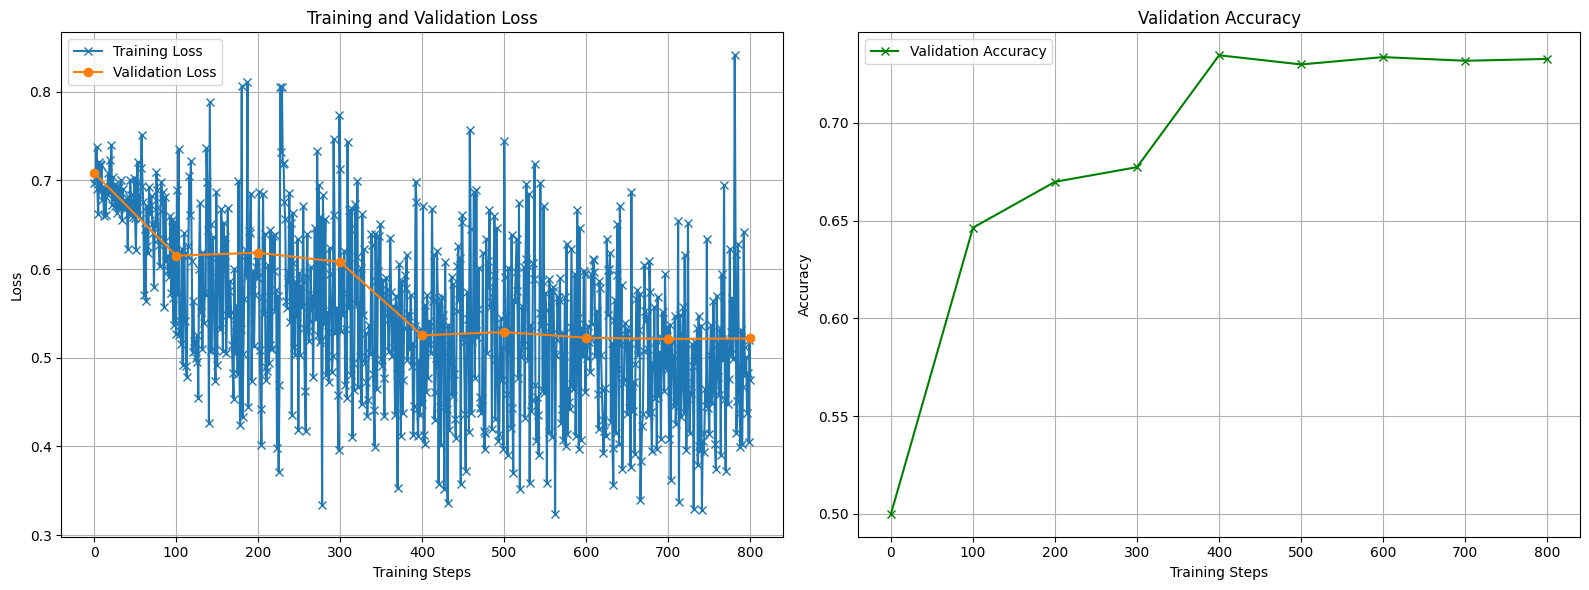 Training and Validation Loss
Training Loss
Validation Loss
0.8
0.7
0.6
0.5
0.4
0.3
Loss
0 100 200 300 400 500 600 700 800
Training Steps
Validation Accuracy
Validation Accuracy
0.70
0.65
0.60
0.55
0.50
Accuracy
0 100 200 300 400 500 600 700 800
Training Steps